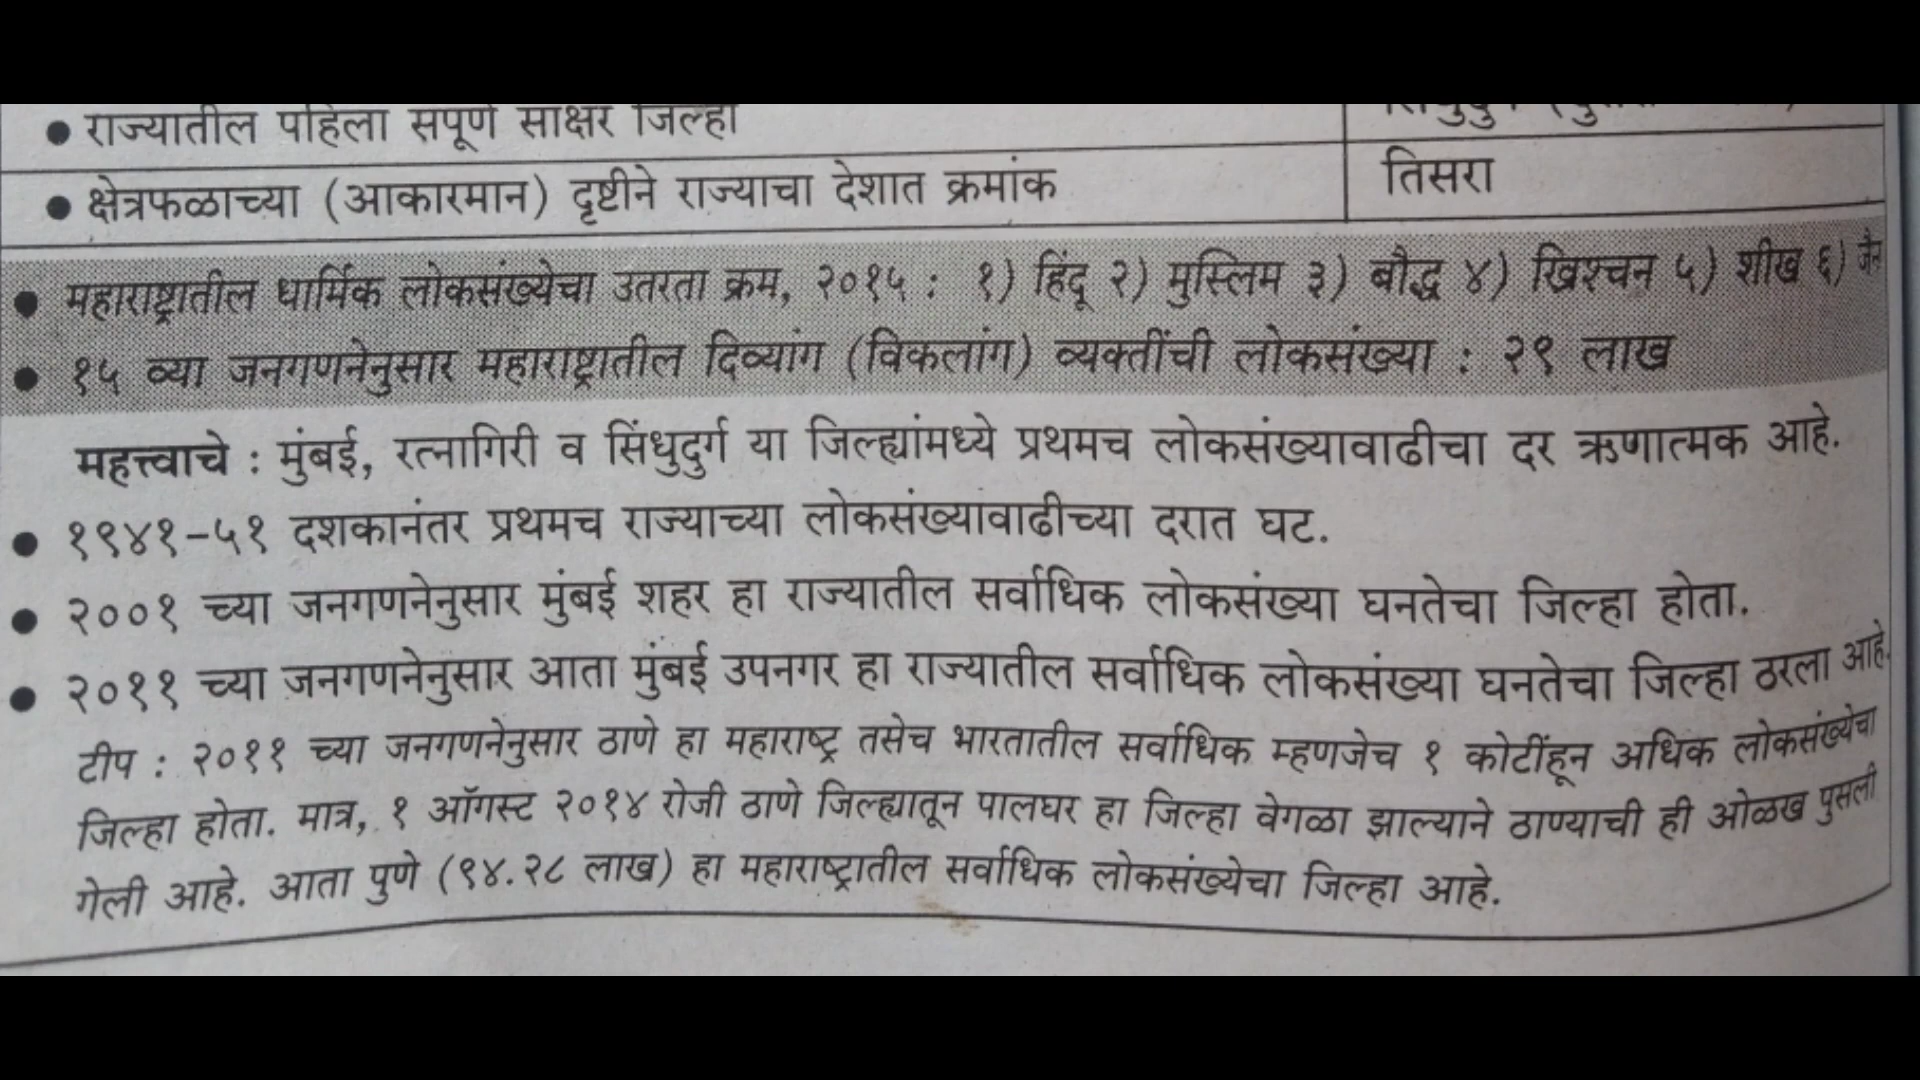 ● राज्यातील पहिला संपूर्ण साक्षर जिल्हा
● क्षेत्रफळाच्या (आकारमान) दृष्टीने राज्याचा देशात क्रमांक तिसरा
● महाराष्ट्रातील धार्मिक लोकसंख्येचा उतरता क्रम, २०१५ : १) हिंदू २) मुस्लिम ३) बौद्ध ४) ख्रिश्चन ५) शीख ६) जैन
● १५ व्या जनगणनेनुसार महाराष्ट्रातील दिव्यांग (विकलांग) व्यक्तींची लोकसंख्या : २९ लाख
महत्त्वाचे : मुंबई, रत्नागिरी व सिंधुदुर्ग या जिल्ह्यांमध्ये प्रथमच लोकसंख्यावाढीचा दर ऋणात्मक आहे.
● १९४१-५१ दशकानंतर प्रथमच राज्याच्या लोकसंख्यावाढीच्या दरात घट.
● २००१ च्या जनगणनेनुसार मुंबई शहर हा राज्यातील सर्वाधिक लोकसंख्या घनतेचा जिल्हा होता.
● २०११ च्या जनगणनेनुसार आता मुंबई उपनगर हा राज्यातील सर्वाधिक लोकसंख्या घनतेचा जिल्हा ठरला आहे.
टीप : २०११ च्या जनगणनेनुसार ठाणे हा महाराष्ट्र तसेच भारतातील सर्वाधिक म्हणजेच १ कोटींहून अधिक लोकसंख्येचा
जिल्हा होता. मात्र, १ ऑगस्ट २०१४ रोजी ठाणे जिल्ह्यातून पालघर हा जिल्हा वेगळा झाल्याने ठाण्याची ही ओळख पुसली
गेली आहे. आता पुणे (९४.२८ लाख) हा महाराष्ट्रातील सर्वाधिक लोकसंख्येचा जिल्हा आहे.